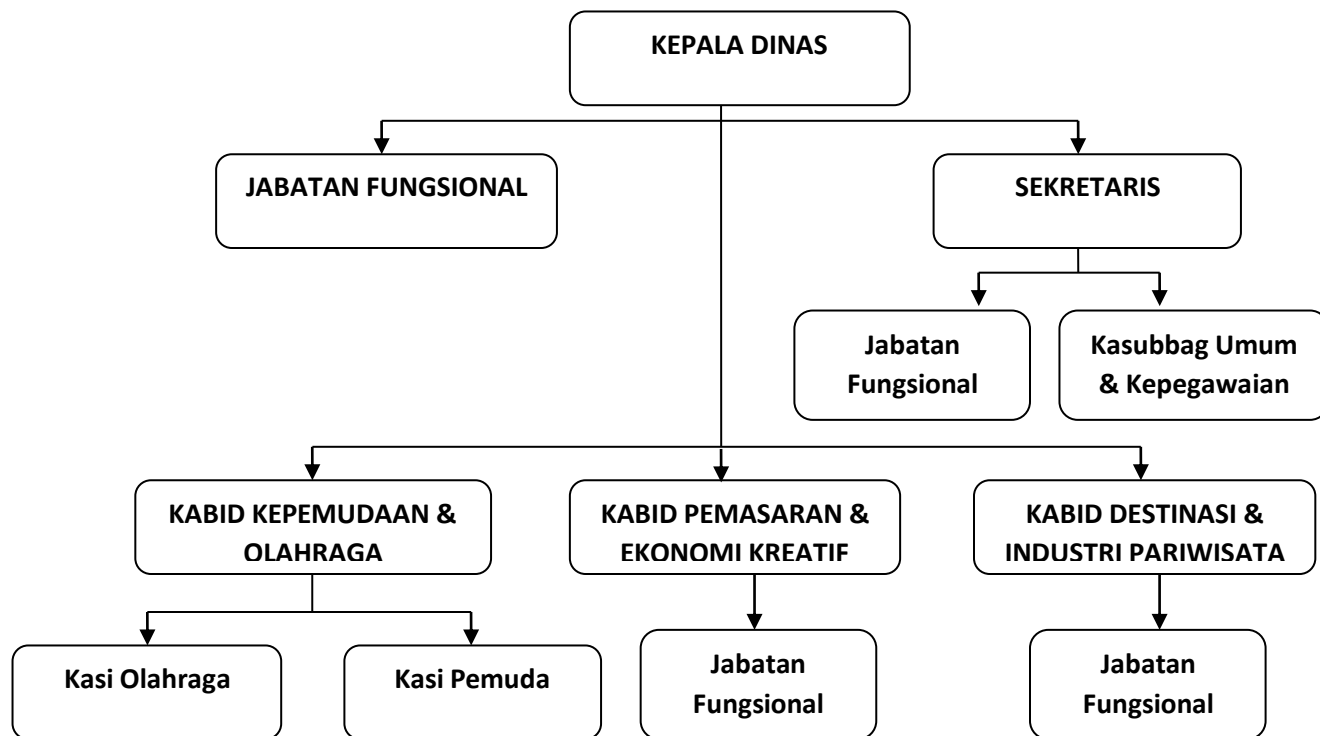 KEPALA DINAS
JABATAN FUNGSIONAL
SEKRETARIS
Jabatan
Fungsional
Kasubbag Umum
& Kepegawaian
KABID KEPEMUDAAN &
OLAHRAGA
KABID PEMASARAN &
EKONOMI KREATIF
KABID DESTINASI &
INDUSTRI PARIWISATA
Kasi Olahraga
Kasi Pemuda
Jabatan
Fungsional
Jabatan
Fungsional